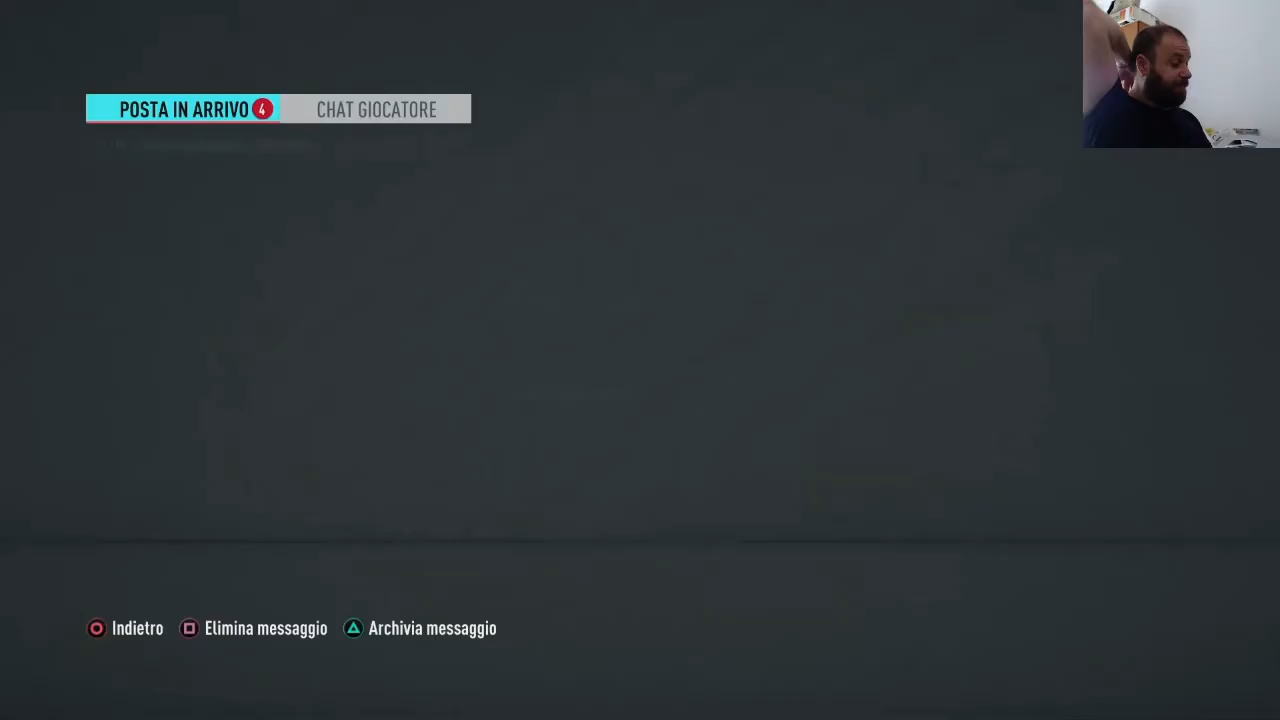 POSTA IN ARRIVO 4 CHAT GIOCATORE
Indietro Elimina messaggio Archivia messaggio